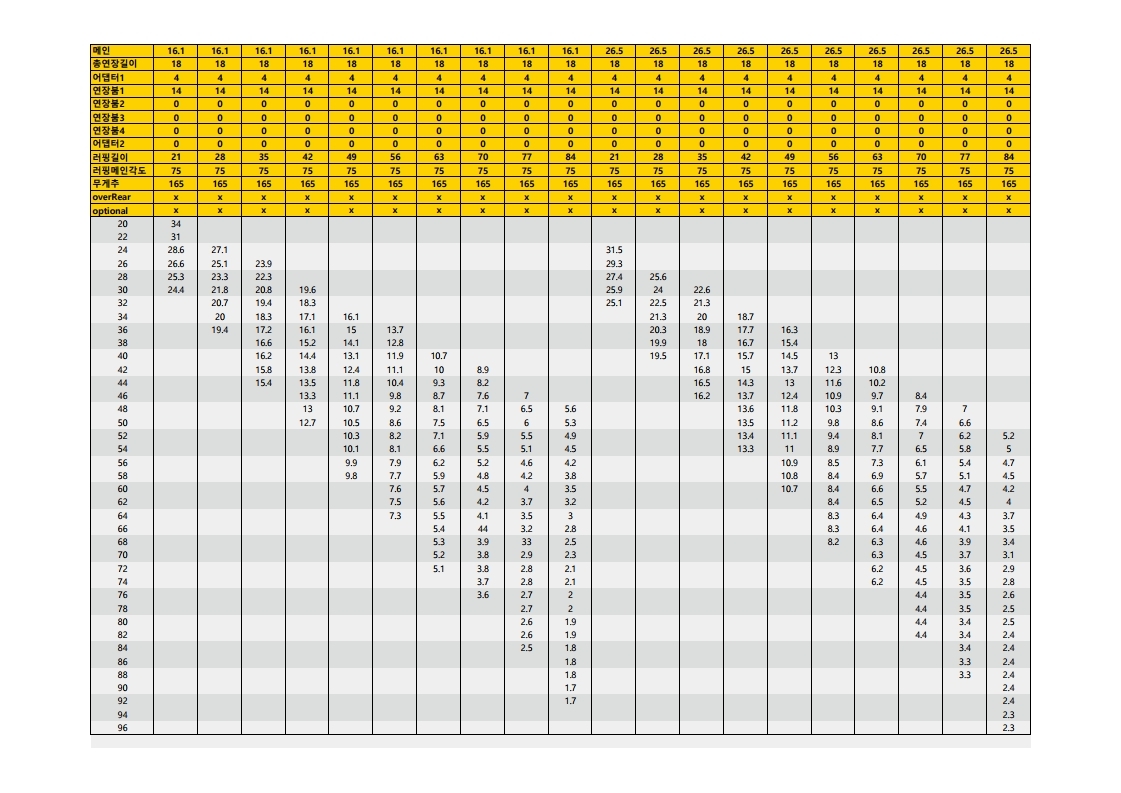 메인 16.1 16.1 16.1 16.1 16.1 16.1 16.1 16.1 16.1 16.1 26.5 26.5 26.5 26.5 26.5 26.5 26.5 26.5 26.5 26.5
총연장길이 18 18 18 18 18 18 18 18 18 18 18 18 18 18 18 18 18 18 18 18
어댑터1 4 4 4 4 4 4 4 4 4 4 4 4 4 4 4 4 4 4 4 4
연장붐1 14 14 14 14 14 14 14 14 14 14 14 14 14 14 14 14 14 14 14 14
연장붐2 0 0 0 0 0 0 0 0 0 0 0 0 0 0 0 0 0 0 0 0
연장붐3 0 0 0 0 0 0 0 0 0 0 0 0 0 0 0 0 0 0 0 0
연장붐4 0 0 0 0 0 0 0 0 0 0 0 0 0 0 0 0 0 0 0 0
어댑터2 0 0 0 0 0 0 0 0 0 0 0 0 0 0 0 0 0 0 0 0
러핑길이 21 28 35 42 49 56 63 70 77 84 21 28 35 42 49 56 63 70 77 84
러핑메인각도 75 75 75 75 75 75 75 75 75 75 75 75 75 75 75 75 75 75 75 75
무게추 165 165 165 165 165 165 165 165 165 165 165 165 165 165 165 165 165 165 165 165
overRear x x x x x x x x x x x x x x x x x x x x
optional x x x x x x x x x x x x x x x x x x x x
20 34
22 31
24 28.6 27.1 31.5
26 26.6 25.1 23.9 29.3
28 25.3 23.3 22.3 27.4 25.6
30 24.4 21.8 20.8 19.6 25.9 24 22.6
32 20.7 19.4 18.3 25.1 22.5 21.3
34 20 18.3 17.1 16.1 21.3 20 18.7
36 19.4 17.2 16.1 15 13.7 20.3 18.9 17.7 16.3
38 16.6 15.2 14.1 12.8 19.9 18 16.7 15.4
40 16.2 14.4 13.1 11.9 10.7 19.5 17.1 15.7 14.5 13
42 15.8 13.8 12.4 11.1 10 8.9 16.8 15 13.7 12.3 10.8
44 15.4 13.5 11.8 10.4 9.3 8.2 16.5 14.3 13 11.6 10.2
46 13.3 11.1 9.8 8.7 7.6 7 16.2 13.7 12.4 10.9 9.7 8.4
48 13 10.7 9.2 8.1 7.1 6.5 5.6 13.6 11.8 10.3 9.1 7.9 7
50 12.7 10.5 8.6 7.5 6.5 6 5.3 13.5 11.2 9.8 8.6 7.4 6.6
52 10.3 8.2 7.1 5.9 5.5 4.9 13.4 11.1 9.4 8.1 7 6.2 5.2
54 10.1 8.1 6.6 5.5 5.1 4.5 13.3 11 8.9 7.7 6.5 5.8 5
56 9.9 7.9 6.2 5.2 4.6 4.2 10.9 8.5 7.3 6.1 5.4 4.7
58 9.8 7.7 5.9 4.8 4.2 3.8 10.8 8.4 6.9 5.7 5.1 4.5
60 7.6 5.7 4.5 4 3.5 10.7 8.4 6.6 5.5 4.7 4.2
62 7.5 5.6 4.2 3.7 3.2 8.4 6.5 5.2 4.5 4
64 7.3 5.5 4.1 3.5 3 8.3 6.4 4.9 4.3 3.7
66 5.4 44 3.2 2.8 8.3 6.4 4.6 4.1 3.5
68 5.3 3.9 33 2.5 8.2 6.3 4.6 3.9 3.4
70 5.2 3.8 2.9 2.3 6.3 4.5 3.7 3.1
72 5.1 3.8 2.8 2.1 6.2 4.5 3.6 2.9
74 3.7 2.8 2.1 6.2 4.5 3.5 2.8
76 3.6 2.7 2 4.4 3.5 2.6
78 2.7 2 4.4 3.5 2.5
80 2.6 1.9 4.4 3.4 2.5
82 2.6 1.9 4.4 3.4 2.4
84 2.5 1.8 3.4 2.4
86 1.8 3.3 2.4
88 1.8 3.3 2.4
90 1.7 2.4
92 1.7 2.4
94 2.3
96 2.3